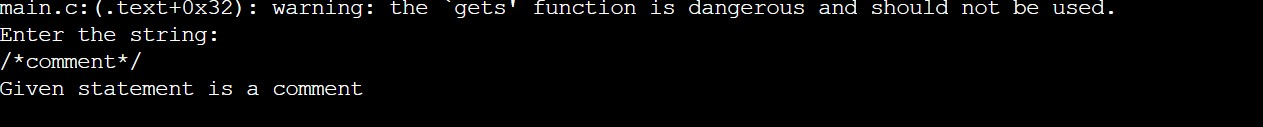 main.c:(.text+0x32): warning: the `gets' function is dangerous and should not be used.
Enter the string:
/*comment*/
Given statement is a comment